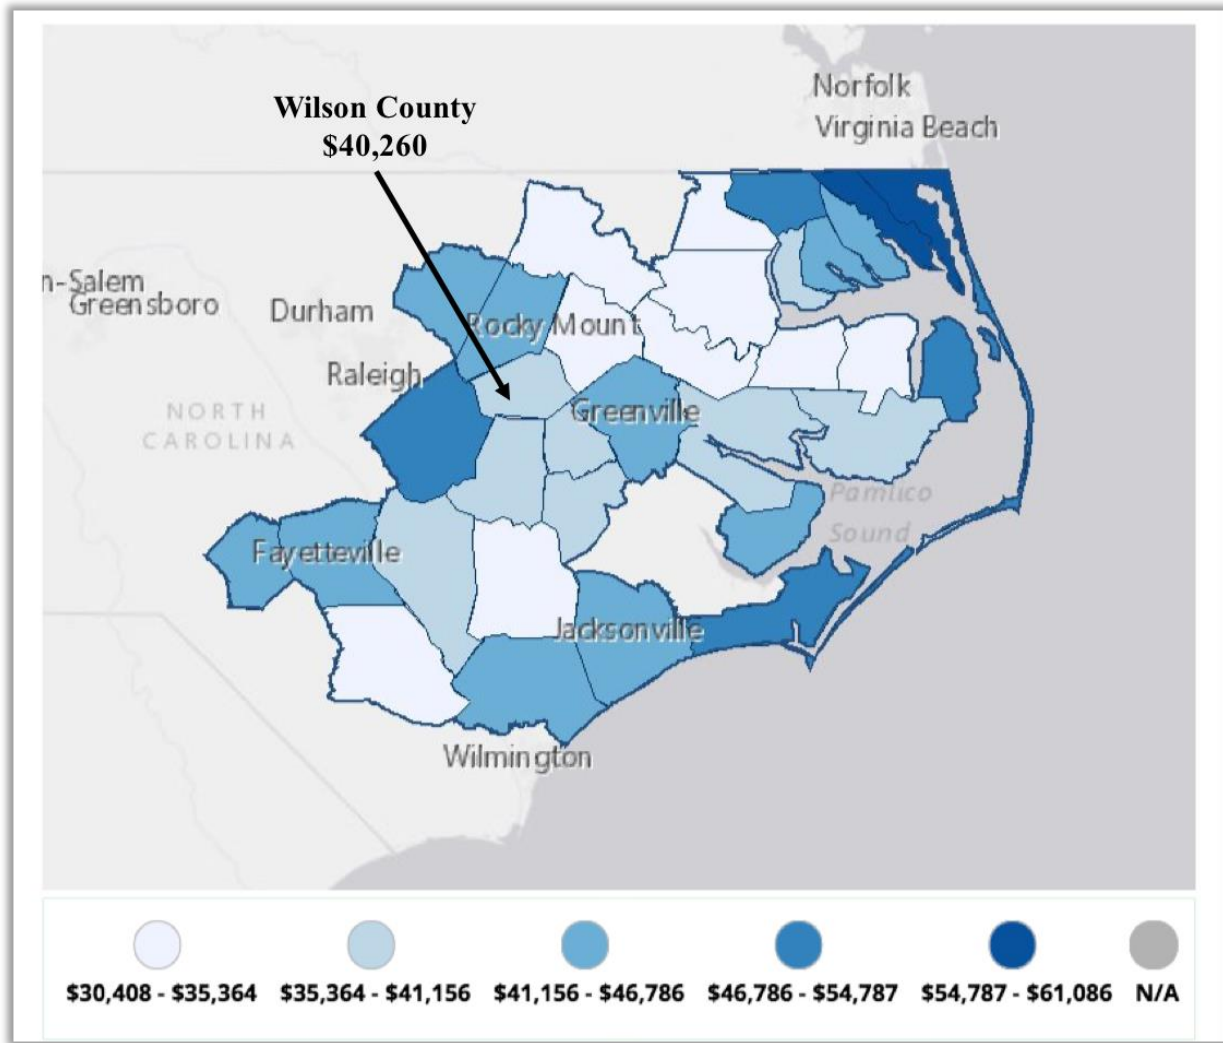 Norfolk
Virginia Beach
Wilson County
$40,260
n-Salem
Greensboro
Durham
Rocky Mount
Raleigh
NORTH
CAROLINA
Greenville
Pamlico
Sound
Fayetteville
Jacksonville
Wilmington
$30,408 - $35,364
$35,364 - $41,156
$41,156 - $46,786
$46,786 - $54,787
$54,787 - $61,086
N/A